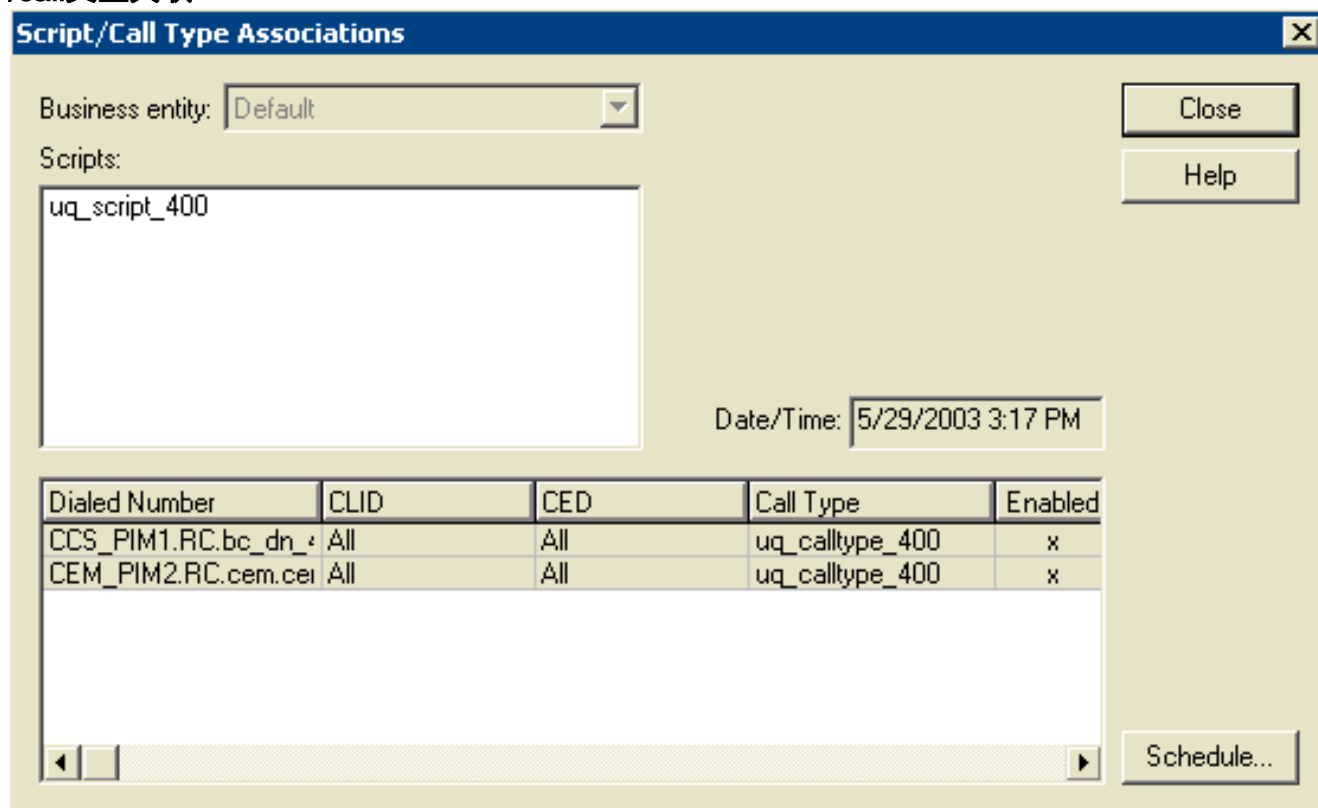 Script/Call Type Associations
Business entity: Default
Close
Scripts:
Help
uq_script_400
Date/Time: 5/29/2003 3:17 PM
Dialed Number CLID CED Call Type Enabled
CCS_PIM1.RC.bc_dn_ All All uq_calltype_400 x
CEM_PIM2.RC.cem.cei All All uq_calltype_400 x
Schedule...